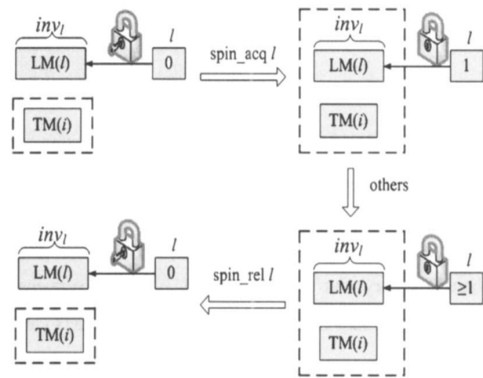 inv_l
l
LM(l)
0
TM(i)
spin_acq l
inv_l
l
LM(l)
1
TM(i)
others
inv_l
l
LM(l)
0
TM(i)
spin_rel l
inv_l
l
LM(l)
≥1
TM(i)